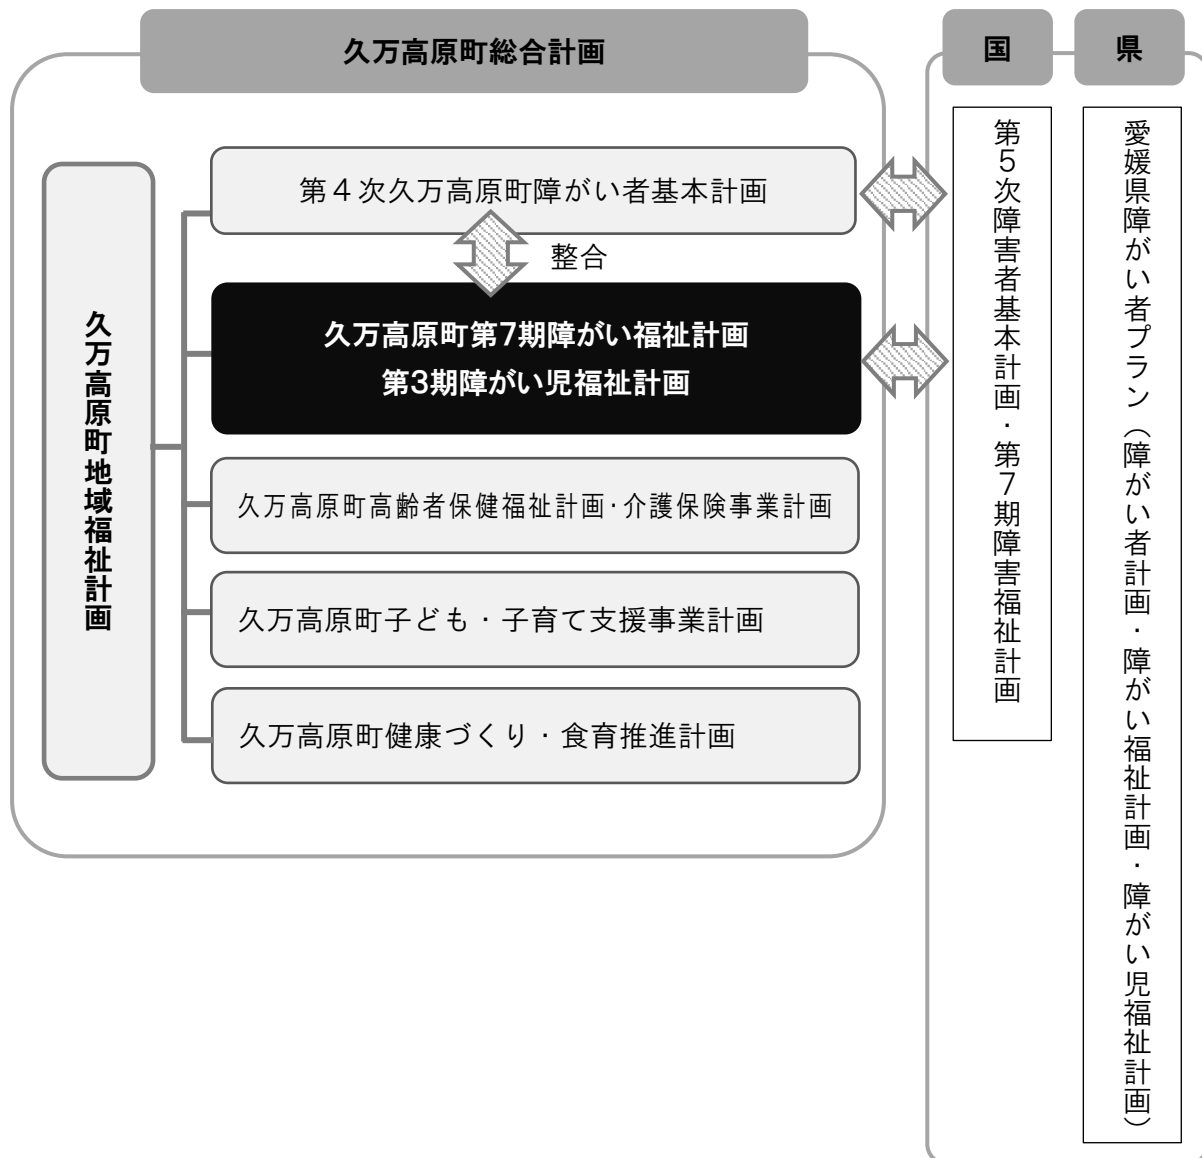 久万高原町総合計画
国
県
久万高原町地域福祉計画
第４次久万高原町障がい者基本計画
整合
久万高原町第7期障がい福祉計画
第3期障がい児福祉計画
久万高原町高齢者保健福祉計画・介護保険事業計画
久万高原町子ども・子育て支援事業計画
久万高原町健康づくり・食育推進計画
第５次障害者基本計画・第７期障害福祉計画
愛媛県障がい者プラン（障がい者計画・障がい福祉計画・障がい児福祉計画）